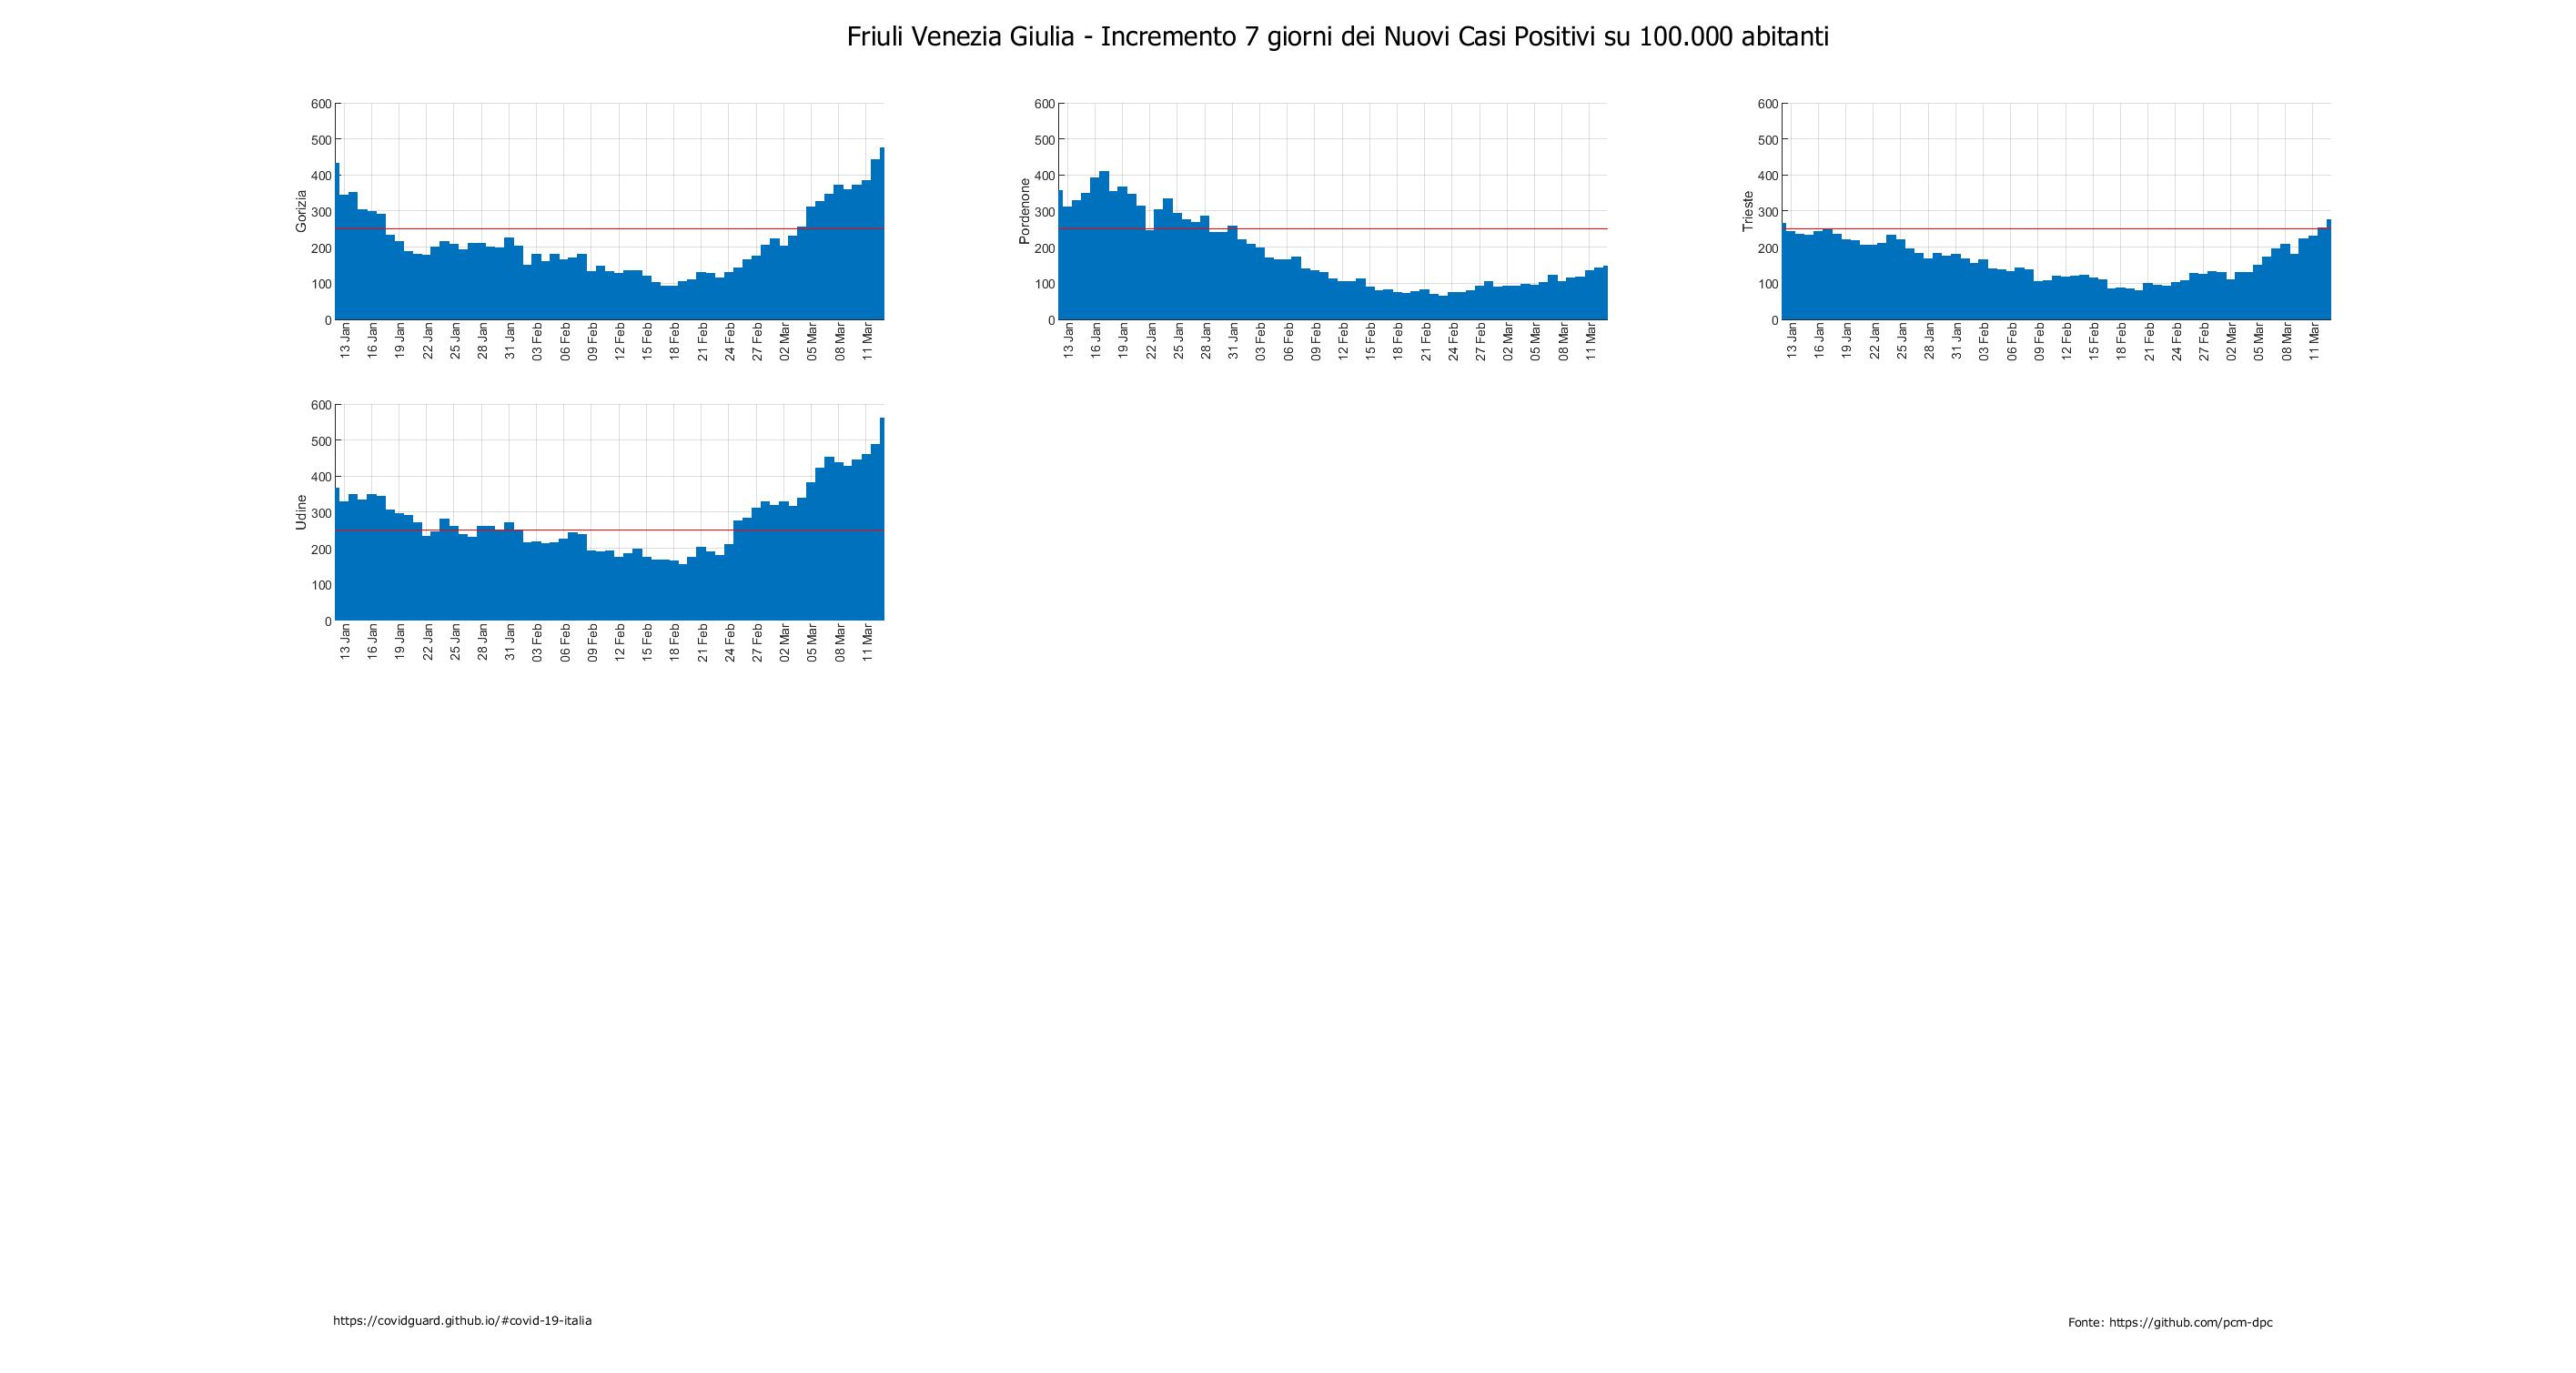 Friuli Venezia Giulia - Incremento 7 giorni dei Nuovi Casi Positivi su 100.000 abitanti
600
500
400
300
200
100
0
Gorizia
13 Jan
16 Jan
19 Jan
22 Jan
25 Jan
28 Jan
31 Jan
03 Feb
06 Feb
09 Feb
12 Feb
15 Feb
18 Feb
21 Feb
24 Feb
27 Feb
02 Mar
05 Mar
08 Mar
11 Mar
600
500
400
300
200
100
0
Pordenone
13 Jan
16 Jan
19 Jan
22 Jan
25 Jan
28 Jan
31 Jan
03 Feb
06 Feb
09 Feb
12 Feb
15 Feb
18 Feb
21 Feb
24 Feb
27 Feb
02 Mar
05 Mar
08 Mar
11 Mar
600
500
400
300
200
100
0
Trieste
13 Jan
16 Jan
19 Jan
22 Jan
25 Jan
28 Jan
31 Jan
03 Feb
06 Feb
09 Feb
12 Feb
15 Feb
18 Feb
21 Feb
24 Feb
27 Feb
02 Mar
05 Mar
08 Mar
11 Mar
600
500
400
300
200
100
0
Udine
13 Jan
16 Jan
19 Jan
22 Jan
25 Jan
28 Jan
31 Jan
03 Feb
06 Feb
09 Feb
12 Feb
15 Feb
18 Feb
21 Feb
24 Feb
27 Feb
02 Mar
05 Mar
08 Mar
11 Mar
https://covidguard.github.io/#covid-19-italia
Fonte: https://github.com/pcm-dpc